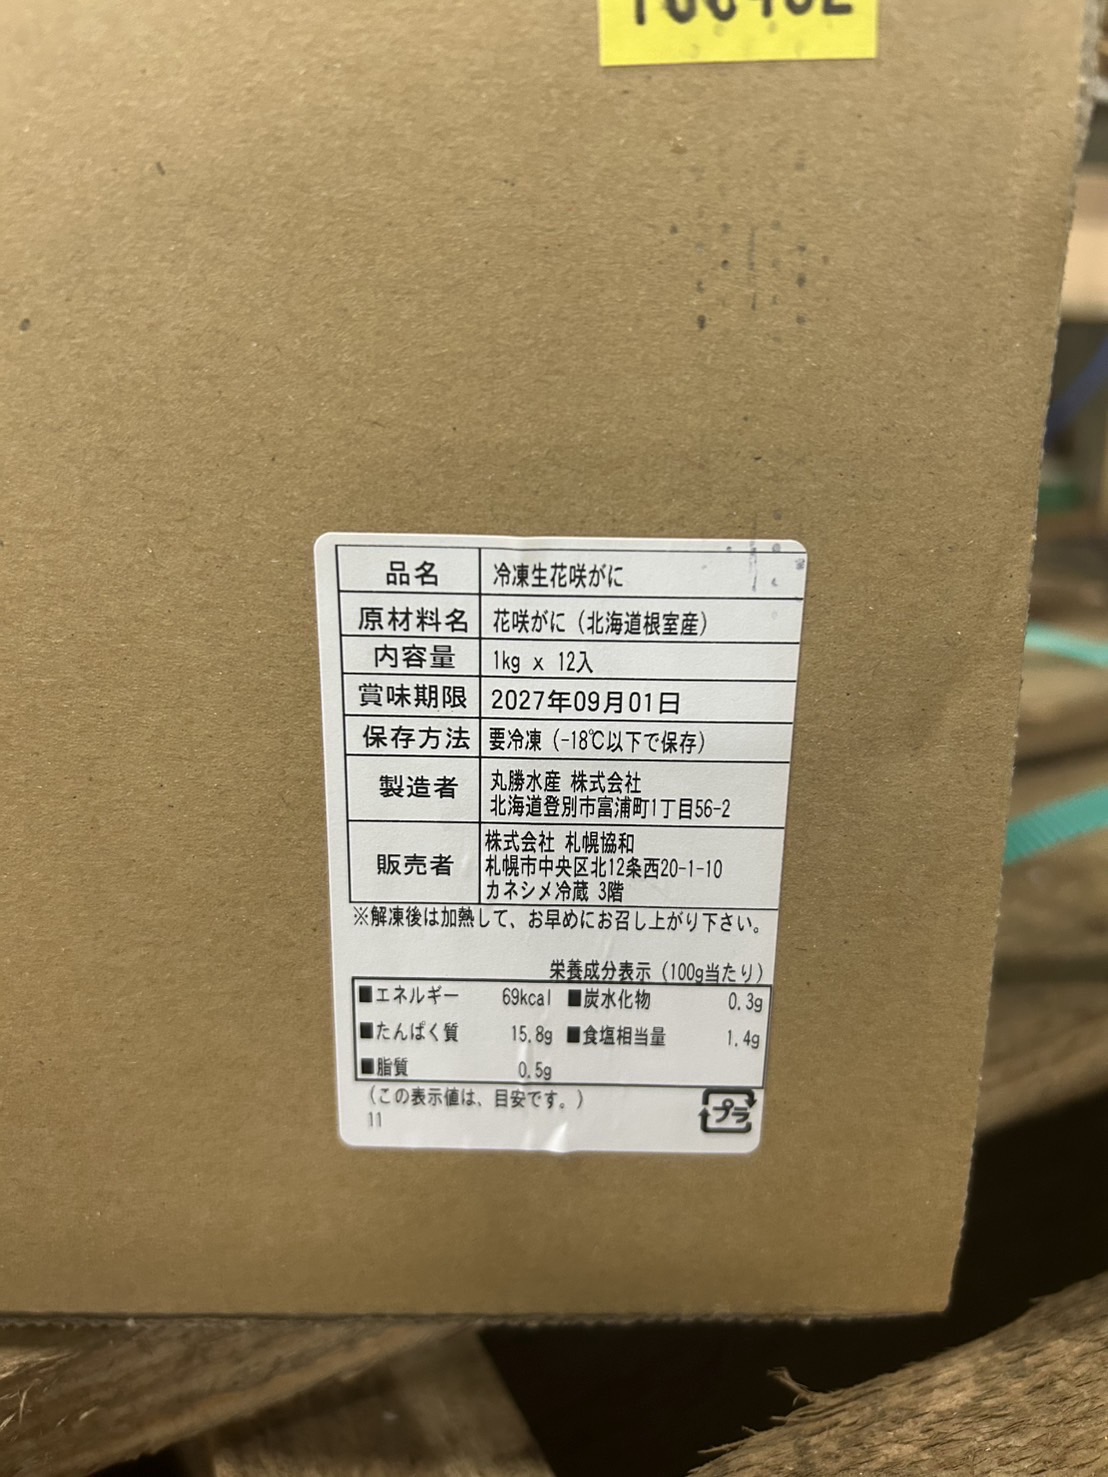 品名 冷凍生花咲がに
原材料名 花咲がに（北海道根室産）
内容量 1kg x 12入
賞味期限 2027年09月01日
保存方法 要冷凍（-18℃以下で保存）
製造者 丸勝水産 株式会社
北海道登別市富浦町1丁目56-2
販売者 株式会社 札幌協和
札幌市中央区北12条西20-1-10
カネシメ冷蔵 3階
※解凍後は加熱して、お早めにお召し上がり下さい。
栄養成分表示（100g当たり）
■エネルギー 69kcal ■炭水化物 0.3g
■たんぱく質 15.8g ■食塩相当量 1.4g
■脂質 0.5g
（この表示値は、目安です。）
11
プラ